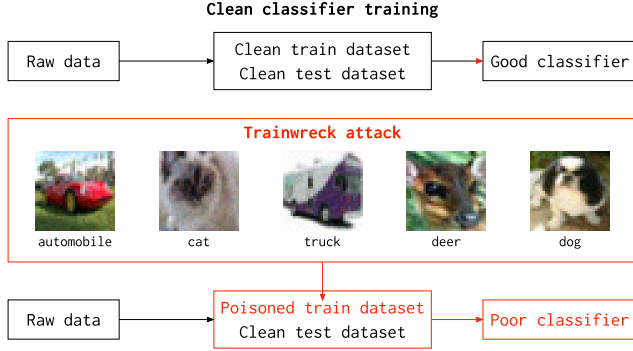 Clean classifier training
Raw data
Clean train dataset
Clean test dataset
Good classifier
Trainwreck attack
automobile
cat
truck
deer
dog
Raw data
Poisoned train dataset
Clean test dataset
Poor classifier